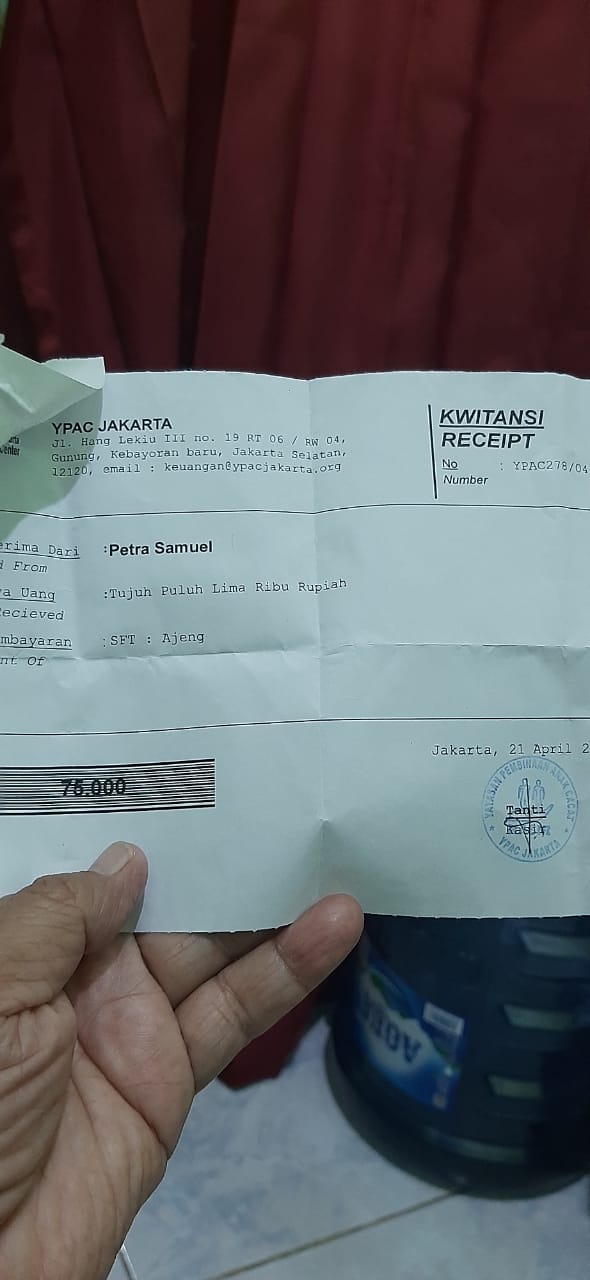 YPAC JAKARTA
Jl. Hang Lekiu III no. 19 RT 06 / RW 04,
Gunung, Kebayoran baru, Jakarta Selatan,
12120, email : keuangan@ypacjakarta.org
KWITANSI
RECEIPT
No : YPAC278/04
Number
enter
erima Dari :Petra Samuel
d From
a Uang :Tujuh Puluh Lima Ribu Rupiah
Recieved
mbayaran :SFT : Ajeng
nt Of
Jakarta, 21 April 2
75.000
YAYASAN PEMBINAAN ANAK CACAT
YPAC JAKARTA
Tanti
Kasir
AQUA